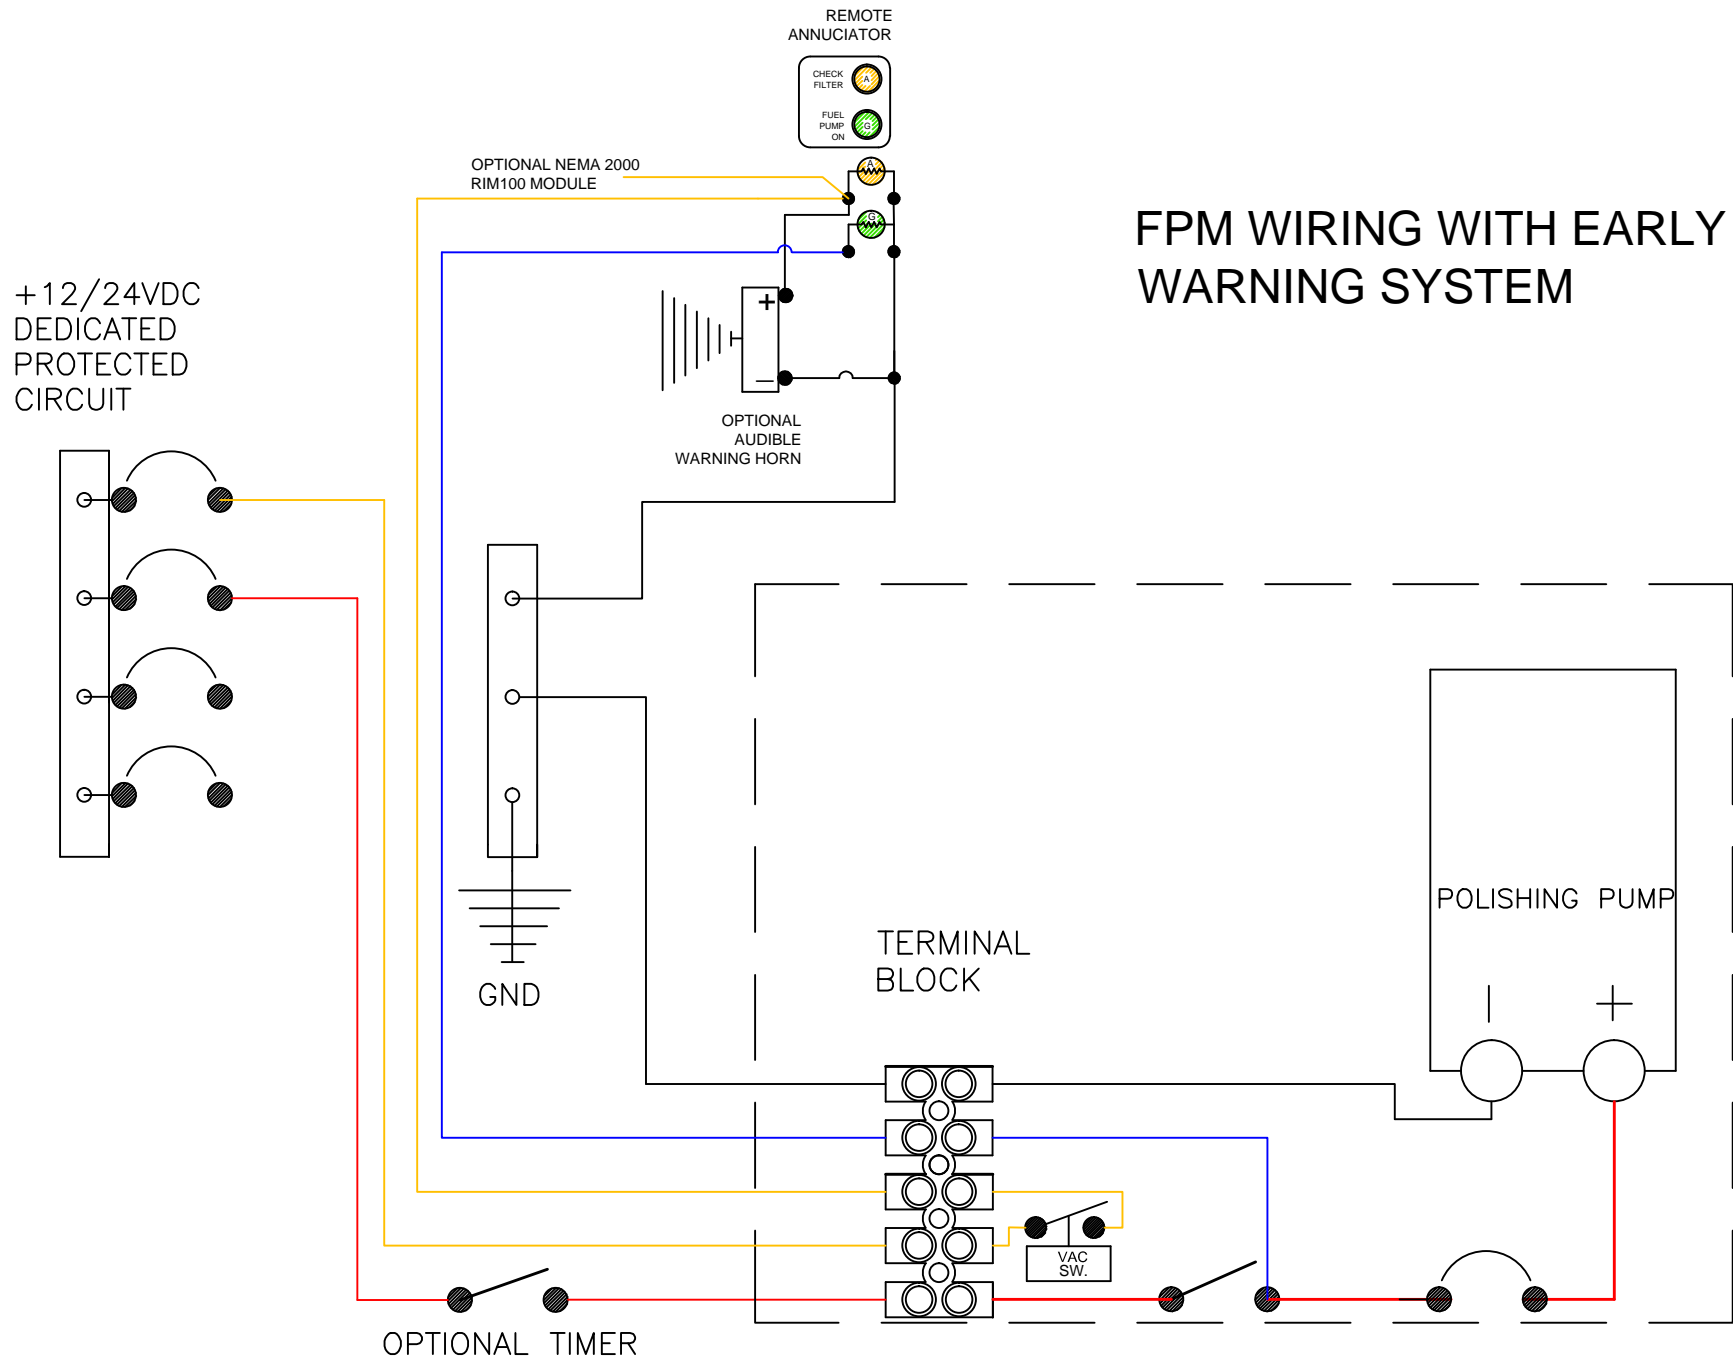 REMOTE
ANNUCIATOR
CHECK
FILTER
A
FUEL
PUMP
ON
G
OPTIONAL NEMA 2000
RIM100 MODULE
A
G
FPM WIRING WITH EARLY
WARNING SYSTEM
+12/24VDC
DEDICATED
PROTECTED
CIRCUIT
+
–
OPTIONAL
AUDIBLE
WARNING HORN
POLISHING PUMP
TERMINAL
BLOCK
GND
– +
VAC
SW.
OPTIONAL TIMER